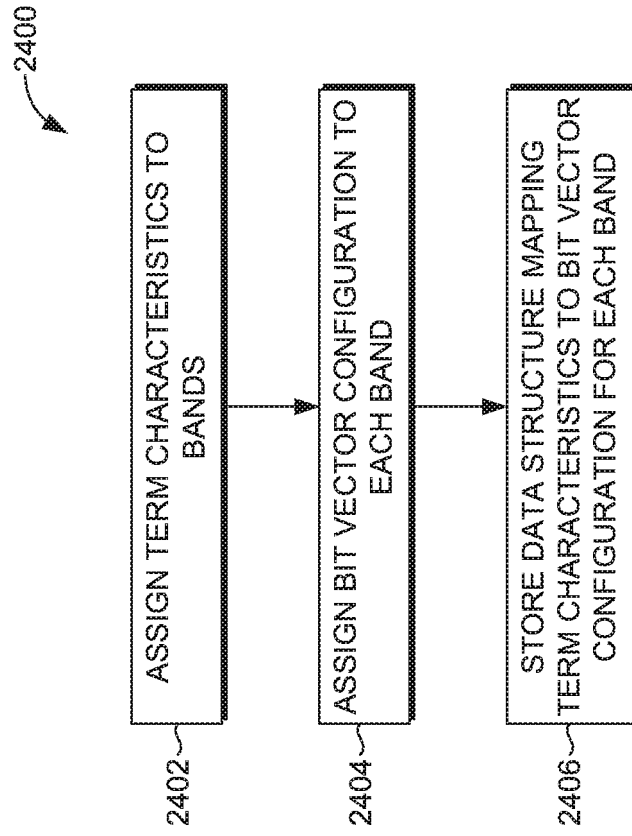 2400
2402
ASSIGN TERM CHARACTERISTICS TO
BANDS
2404
ASSIGN BIT VECTOR CONFIGURATION TO
EACH BAND
2406
STORE DATA STRUCTURE MAPPING
TERM CHARACTERISTICS TO BIT VECTOR
CONFIGURATION FOR EACH BAND